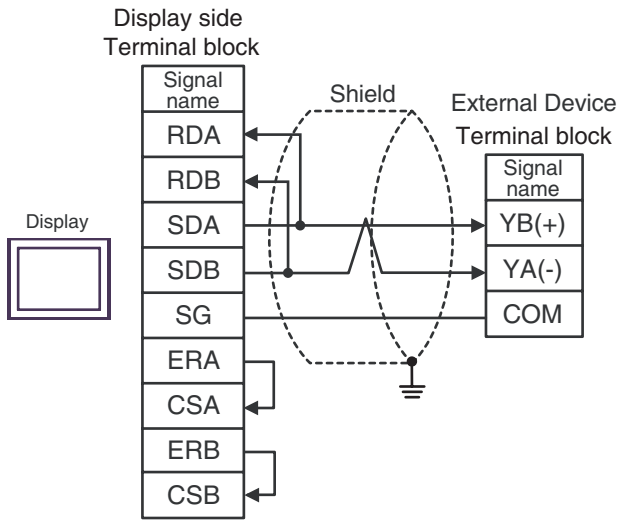 Display side
Terminal block
Signal
name
RDA
RDB
SDA
SDB
SG
ERA
CSA
ERB
CSB
Display
Shield
External Device
Terminal block
Signal
name
YB(+)
YA(-)
COM